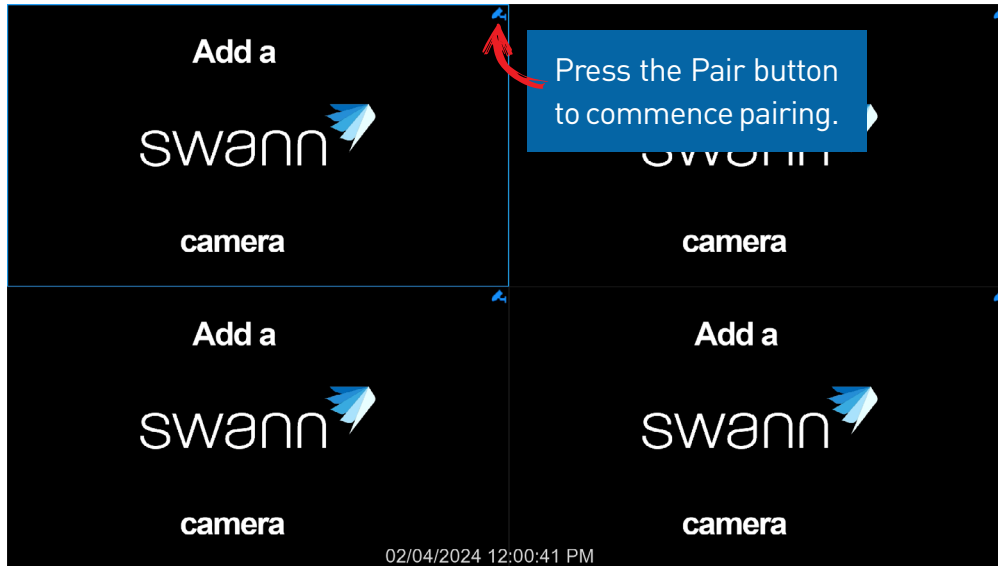 Add a
swann
camera
Press the Pair button
to commence pairing.
swann
camera
Add a
swann
camera
Add a
swann
camera
02/04/2024 12:00:41 PM